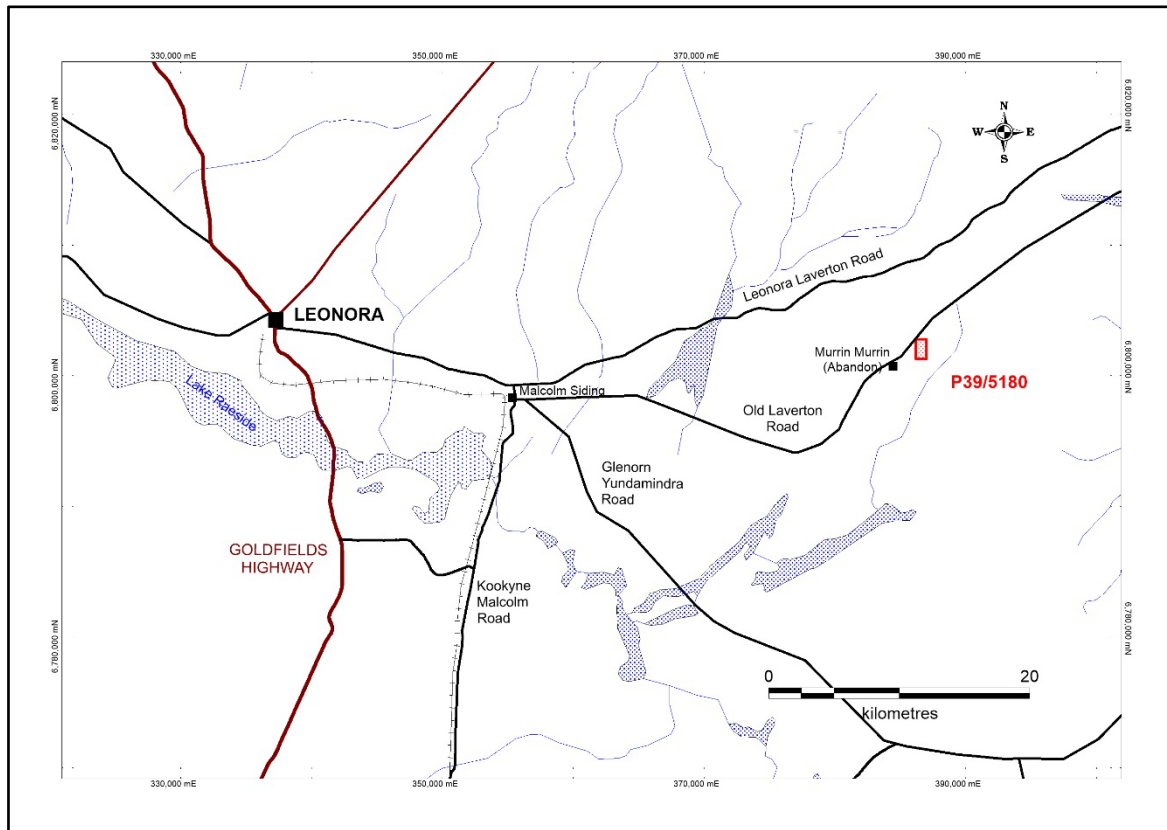 330,000 mE
350,000 mE
370,000 mE
390,000 mE
6,820,000 mN
6,820,000 mN
N
W
E
S
Leonora Laverton Road
LEONORA
Murrin Murrin
(Abandon)
6,800,000 mN
6,800,000 mN
P39/5180
Lake Raeside
Malcolm Siding
Old Laverton
Road
Glenorn
Yundamindra
Road
GOLDFIELDS
HIGHWAY
Kookyne
Malcolm
Road
6,780,000 mN
6,780,000 mN
0
20
kilometres
330,000 mE
350,000 mE
370,000 mE
390,000 mE